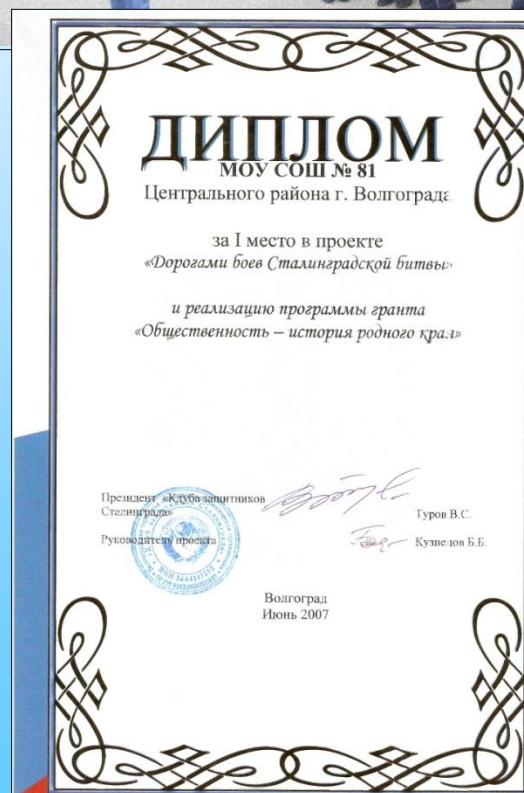 ДИПЛОМ
МОУ СОШ № 81
Центрального района г. Волгограда
за I место в проекте
«Дорогами боев Сталинградской битвы»
и реализацию программы гранта
«Общественность – история родного края»
Президент «Клуба защитников
Сталинграда»
Туров В.С.
Руководитель проекта
Кузнецов Б.Б.
Волгоград
Июнь 2007